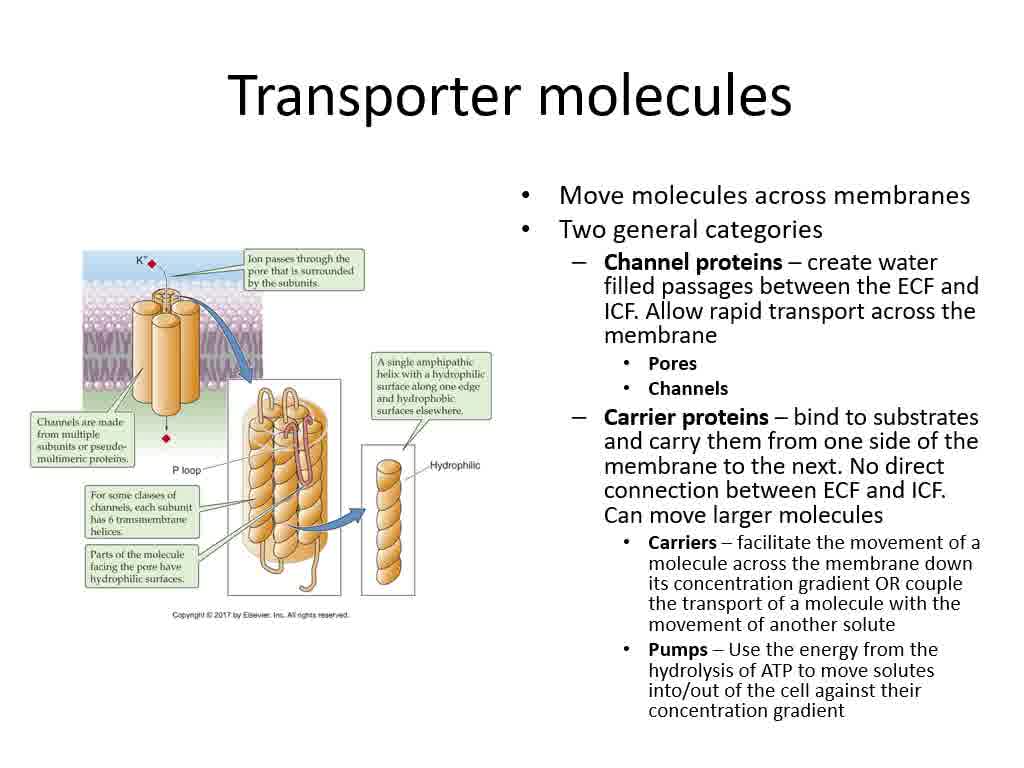 Transporter molecules
K+
Ion passes through the
pore that is surrounded
by the subunits.
Channels are made
from multiple
subunits or pseudo-
multimeric proteins.
A single amphipathic
helix with a hydrophilic
surface along one edge
and hydrophobic
surfaces elsewhere.
P loop
Hydrophilic
For some classes of
channels, each subunit
has 6 transmembrane
helices.
Parts of the molecule
facing the pore have
hydrophilic surfaces.
Copyright © 2017 by Elsevier, Inc. All rights reserved.
• Move molecules across membranes
• Two general categories
– Channel proteins – create water
filled passages between the ECF and
ICF. Allow rapid transport across the
membrane
• Pores
• Channels
– Carrier proteins – bind to substrates
and carry them from one side of the
membrane to the next. No direct
connection between ECF and ICF.
Can move larger molecules
• Carriers – facilitate the movement of a
molecule across the membrane down
its concentration gradient OR couple
the transport of a molecule with the
movement of another solute
• Pumps – Use the energy from the
hydrolysis of ATP to move solutes
into/out of the cell against their
concentration gradient